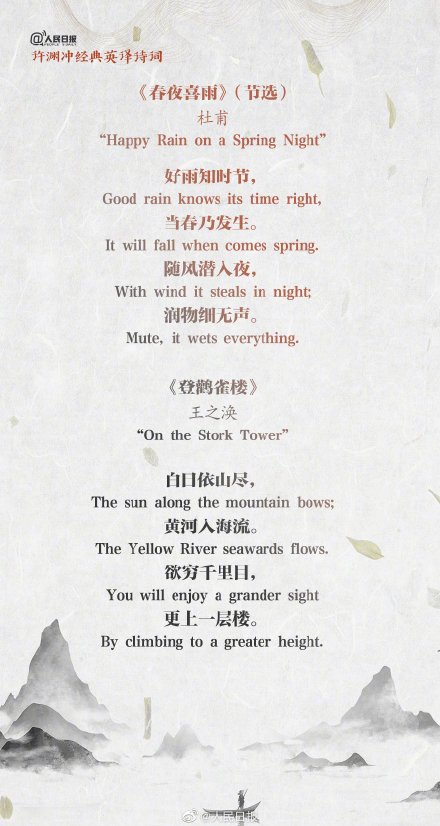 @人民日报
PEOPLE'S DAILY
许渊冲经典英译诗词
《春夜喜雨》(节选)
杜甫
“Happy Rain on a Spring Night”
好雨知时节,
Good rain knows its time right,
当春乃发生。
It will fall when comes spring.
随风潜入夜,
With wind it steals in night;
润物细无声。
Mute, it wets everything.
《登鹳雀楼》
王之涣
“On the Stork Tower”
白日依山尽,
The sun along the mountain bows;
黄河入海流。
The Yellow River seawards flows.
欲穷千里目,
You will enjoy a grander sight
更上一层楼。
By climbing to a greater height.
@人民日报